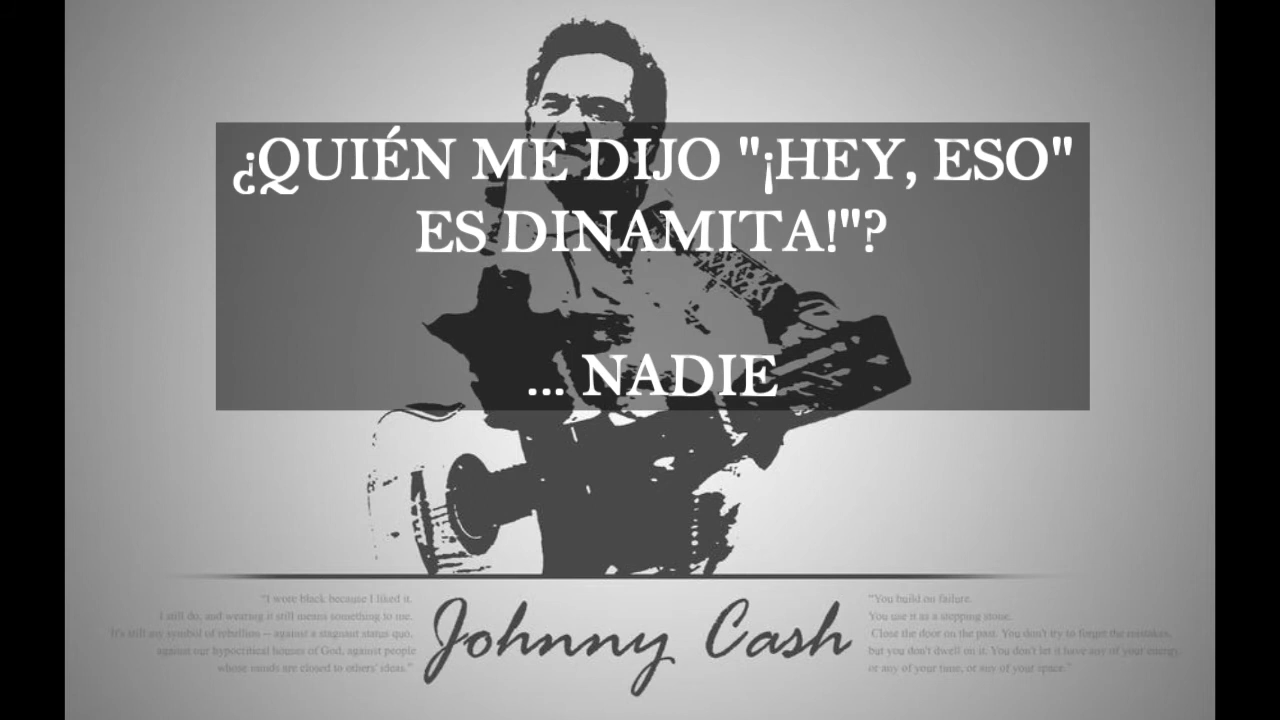 ¿QUIÉN ME DIJO "¡HEY, ESO"
ES DINAMITA!"?
... NADIE
"I wore black because I liked it.
I still do, and wearing it still means something to me.
It's still my symbol of rebellion -- against a stagnant status quo,
against our hypocritical houses of God, against people
whose minds are closed to others' ideas."
Johnny Cash
"You build on failure.
You use it as a stepping stone.
Close the door on the past. You don't try to forget the mistakes,
but you don't dwell on it. You don't let it have any of your energy,
or any of your time, or any of your space."